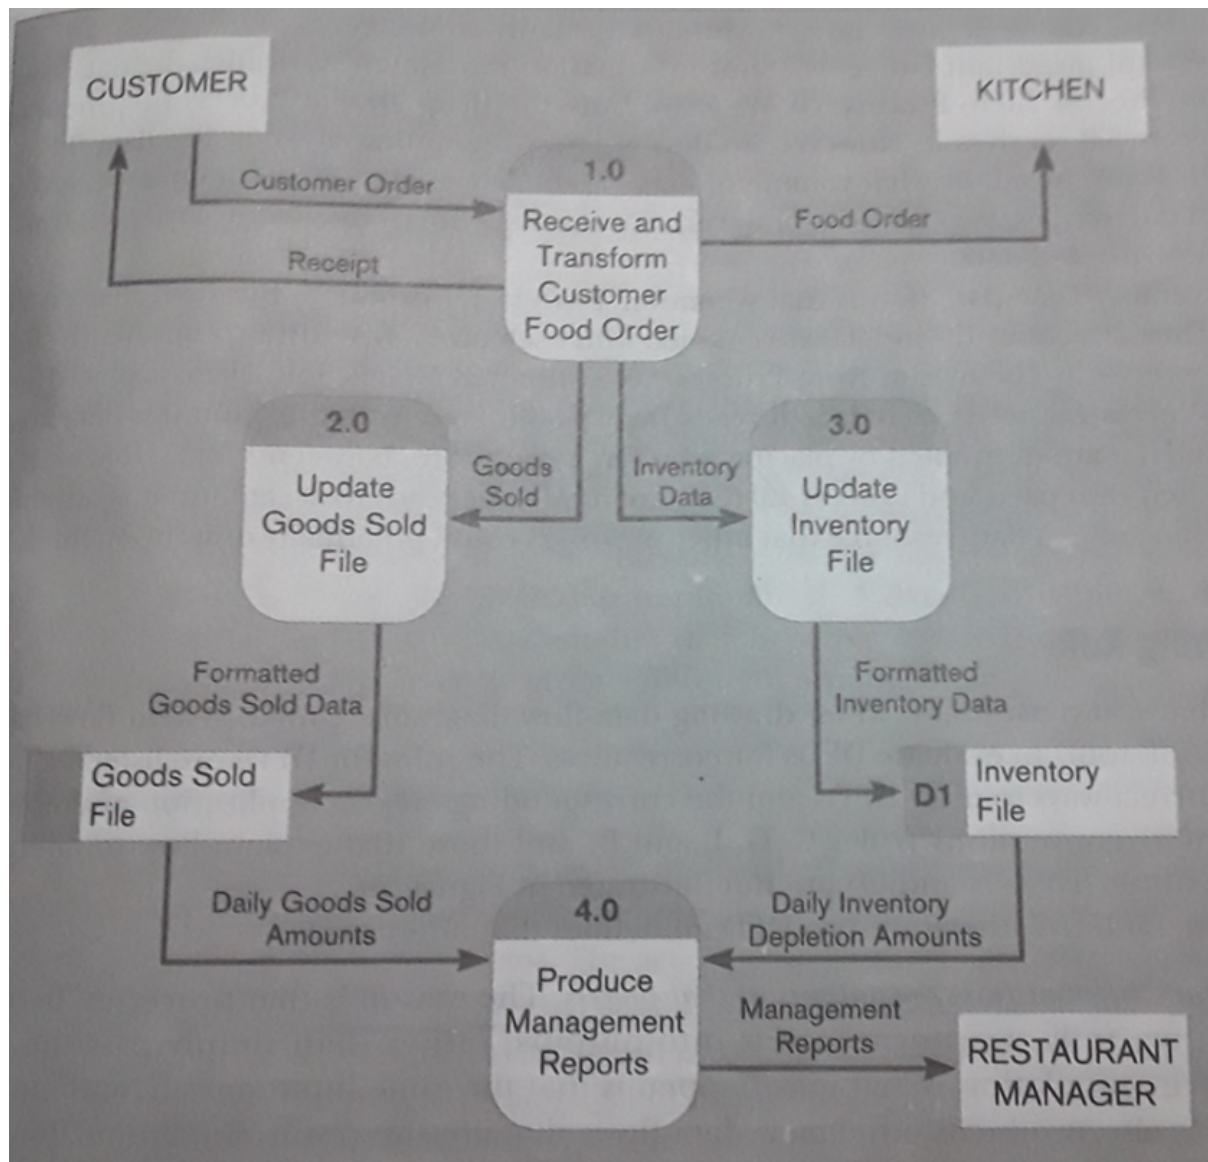 CUSTOMER
KITCHEN
1.0
Customer Order
Receive and
Transform
Customer
Food Order
Food Order
Receipt
2.0
3.0
Goods
Sold
Inventory
Data
Update
Goods Sold
File
Update
Inventory
File
Formatted
Goods Sold Data
Formatted
Inventory Data
Goods Sold
File
D1
Inventory
File
Daily Goods Sold
Amounts
4.0
Daily Inventory
Depletion Amounts
Produce
Management
Reports
Management
Reports
RESTAURANT
MANAGER